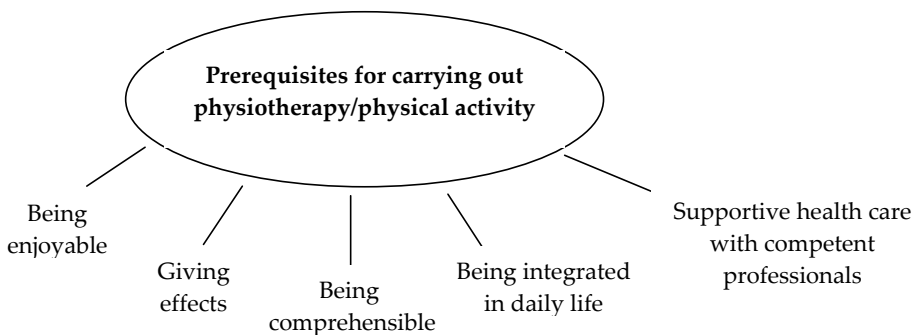 Prerequisites for carrying out
physiotherapy/physical activity
Being
enjoyable
Giving
effects
Being
comprehensible
Being integrated
in daily life
Supportive health care
with competent
professionals